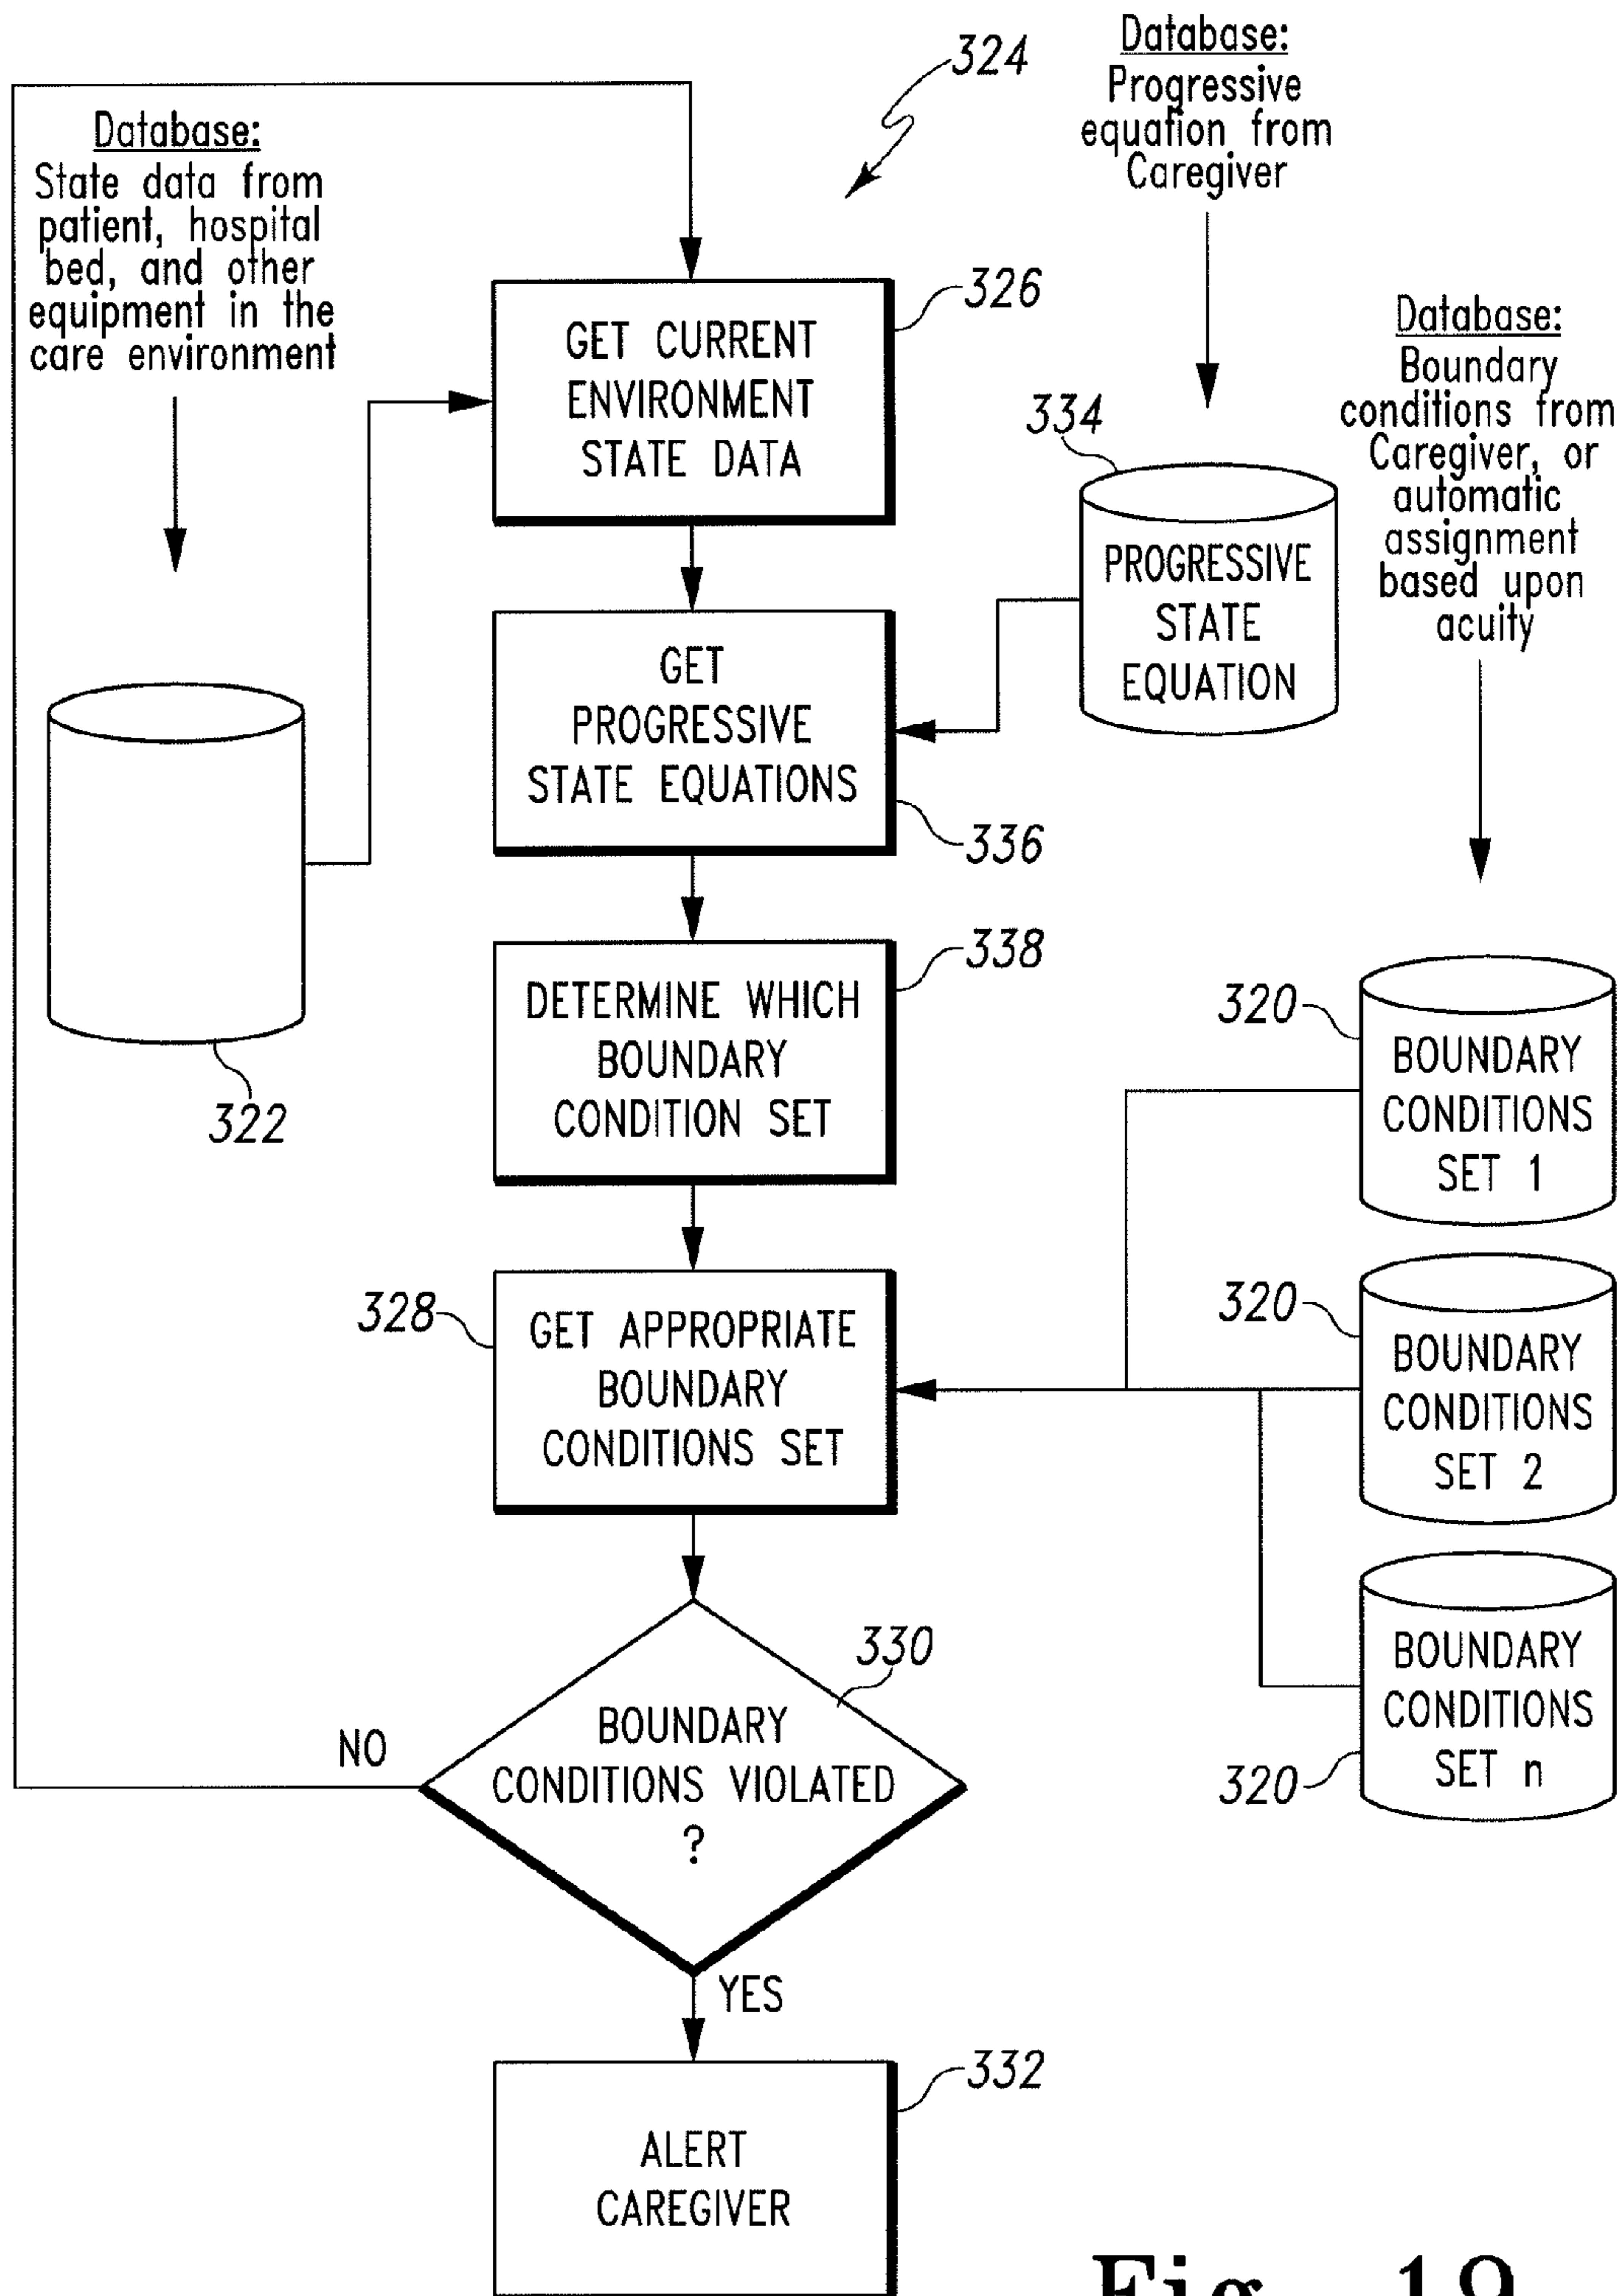 324
Database:
Progressive
equation from
Caregiver
Database:
State data from
patient, hospital
bed, and other
equipment in the
care environment
326
GET CURRENT
ENVIRONMENT
STATE DATA
Database:
Boundary
conditions from
Caregiver, or
automatic
assignment
based upon
acuity
334
PROGRESSIVE
STATE
EQUATION
GET
PROGRESSIVE
STATE EQUATIONS
336
322
338
DETERMINE WHICH
BOUNDARY
CONDITION SET
320
BOUNDARY
CONDITIONS
SET 1
328
GET APPROPRIATE
BOUNDARY
CONDITIONS SET
320
BOUNDARY
CONDITIONS
SET 2
330
BOUNDARY
CONDITIONS VIOLATED
?
NO
320
BOUNDARY
CONDITIONS
SET n
YES
332
ALERT
CAREGIVER
Fig. 19